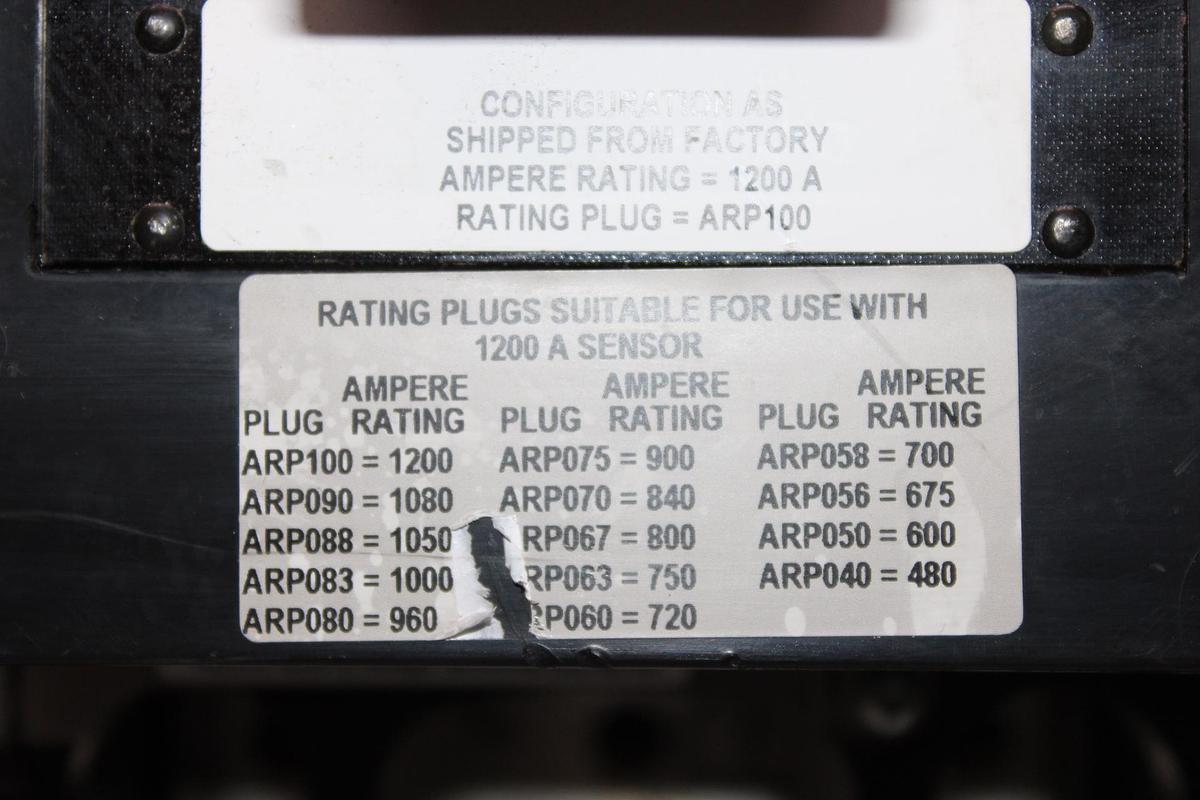 CONFIGURATION AS
SHIPPED FROM FACTORY
AMPERE RATING = 1200 A
RATING PLUG = ARP100
RATING PLUGS SUITABLE FOR USE WITH
1200 A SENSOR
AMPERE AMPERE AMPERE
PLUG RATING PLUG RATING PLUG RATING
ARP100 = 1200 ARP075 = 900 ARP058 = 700
ARP090 = 1080 ARP070 = 840 ARP056 = 675
ARP088 = 1050 RP067 = 800 ARP050 = 600
ARP083 = 1000 RP063 = 750 ARP040 = 480
ARP080 = 960 P060 = 720